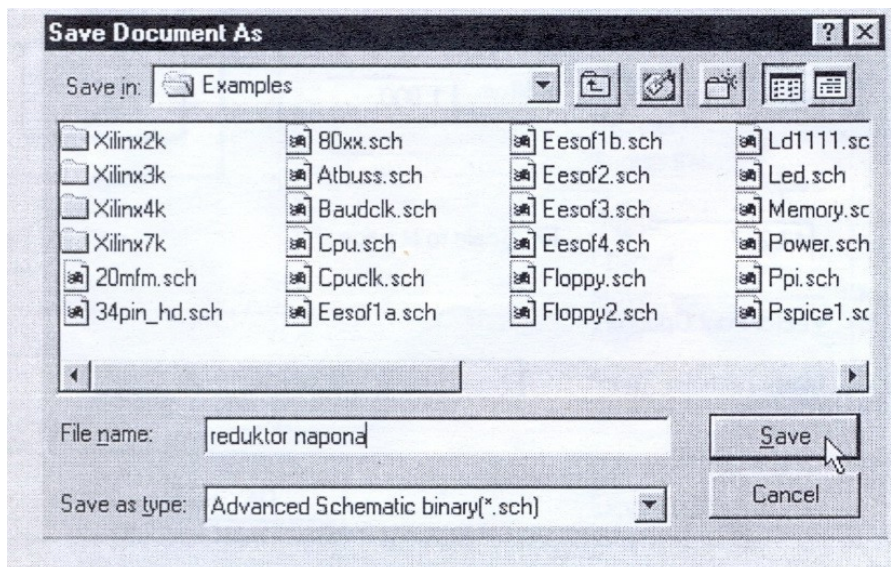 Save Document As
Save in: Examples
Xilinx2k
Xilinx3k
Xilinx4k
Xilinx7k
20mfm.sch
34pin_hd.sch
80xx.sch
Atbuss.sch
Baudclk.sch
Cpu.sch
Cpuclk.sch
Eesof1a.sch
Eesof1b.sch
Eesof2.sch
Eesof3.sch
Eesof4.sch
Floppy.sch
Floppy2.sch
Ld1111.sc
Led.sch
Memory.sc
Power.sch
Ppi.sch
Pspice1.sc
File name: reduktor napona
Save
Save as type: Advanced Schematic binary(*.sch)
Cancel